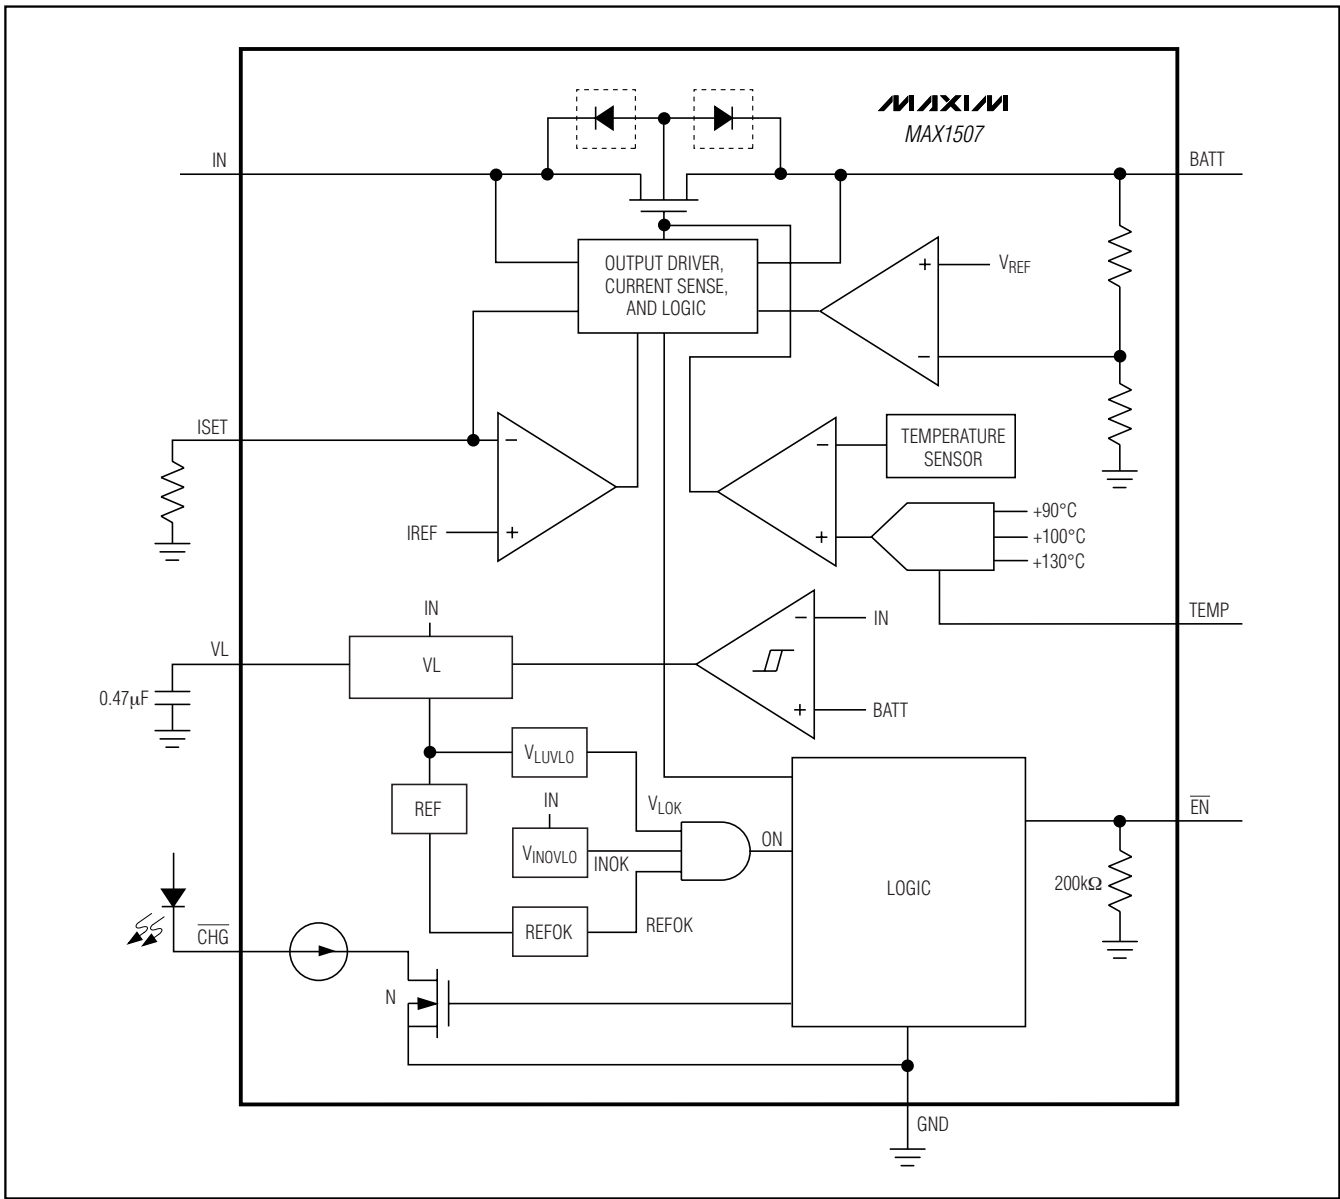 MAXIM
MAX1507
IN
BATT
OUTPUT DRIVER,
CURRENT SENSE,
AND LOGIC
+
VREF
−
ISET
−
−
TEMPERATURE
SENSOR
+90°C
IREF
+
+
+100°C
+130°C
IN
−
IN
TEMP
VL
VL
0.47µF
+
BATT
VLUVLO
REF
IN
VLOK
EN
VINOVLO
INOK
ON
200kΩ
LOGIC
CHG
REFOK
REFOK
N
GND